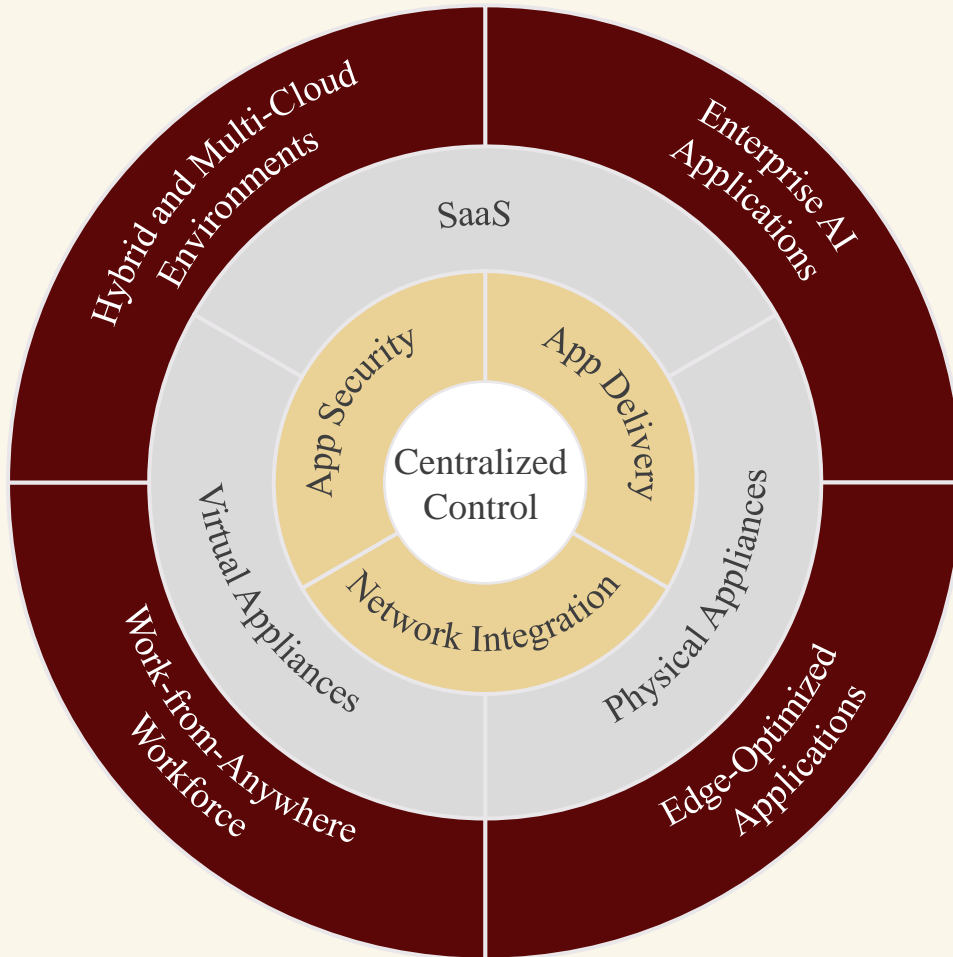 Hybrid and Multi-Cloud
Environments
Enterprise AI
Applications
SaaS
App Security
App Delivery
Centralized
Control
Network Integration
Virtual Appliances
Physical Appliances
Work-from-Anywhere
Workforce
Edge-Optimized
Applications